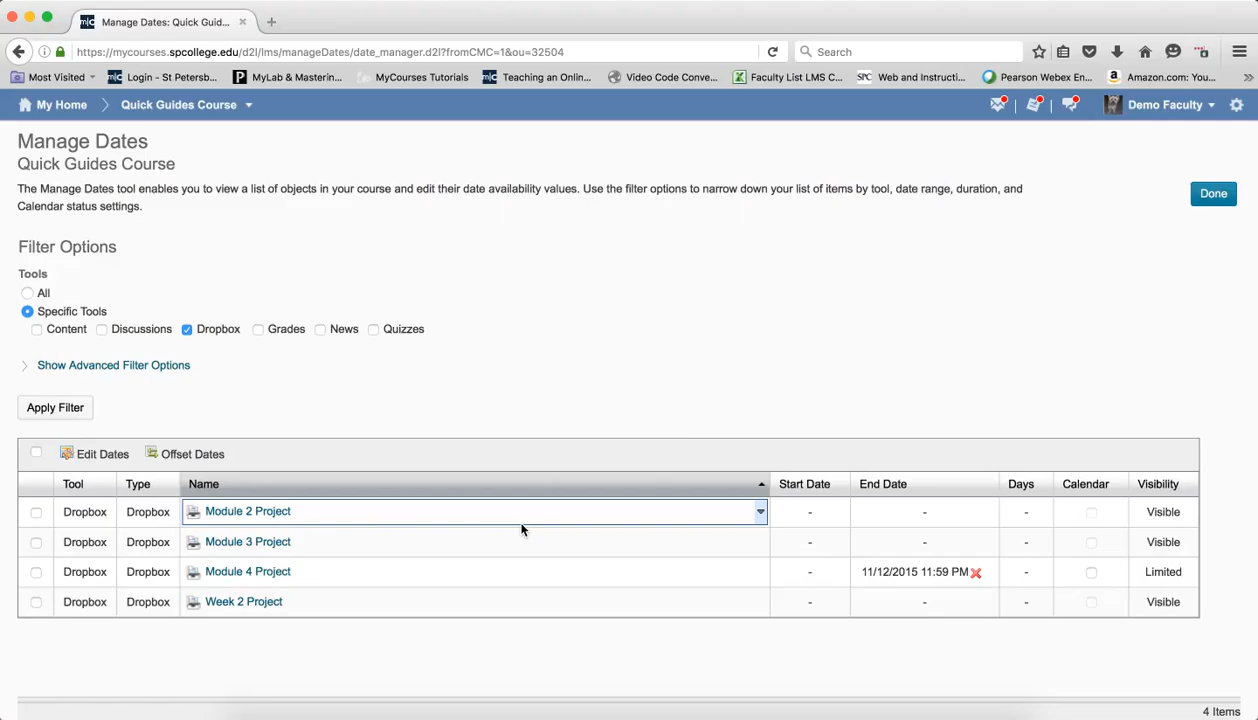 Manage Dates: Quick Guid...
https://mycourses.spcollege.edu/d2l/lms/manageDates/date_manager.d2l?fromCMC=1&ou=32504
Search
Most Visited
Login - St Petersb...
MyLab & Masterin...
MyCourses Tutorials
Teaching an Onlin...
Video Code Conve...
Faculty List LMS C...
SPC Web and Instructi...
Pearson Webex En...
Amazon.com: You...
My Home
Quick Guides Course
Demo Faculty
Manage Dates
Quick Guides Course
The Manage Dates tool enables you to view a list of objects in your course and edit their date availability values. Use the filter options to narrow down your list of items by tool, date range, duration, and
Calendar status settings.
Done
Filter Options
Tools
All
Specific Tools
Content Discussions Dropbox Grades News Quizzes
Show Advanced Filter Options
Apply Filter
Edit Dates Offset Dates
Tool Type Name Start Date End Date Days Calendar Visibility
Dropbox Dropbox Module 2 Project - - - Visible
Dropbox Dropbox Module 3 Project - - - Visible
Dropbox Dropbox Module 4 Project - 11/12/2015 11:59 PM - Limited
Dropbox Dropbox Week 2 Project - - - Visible
4 Items